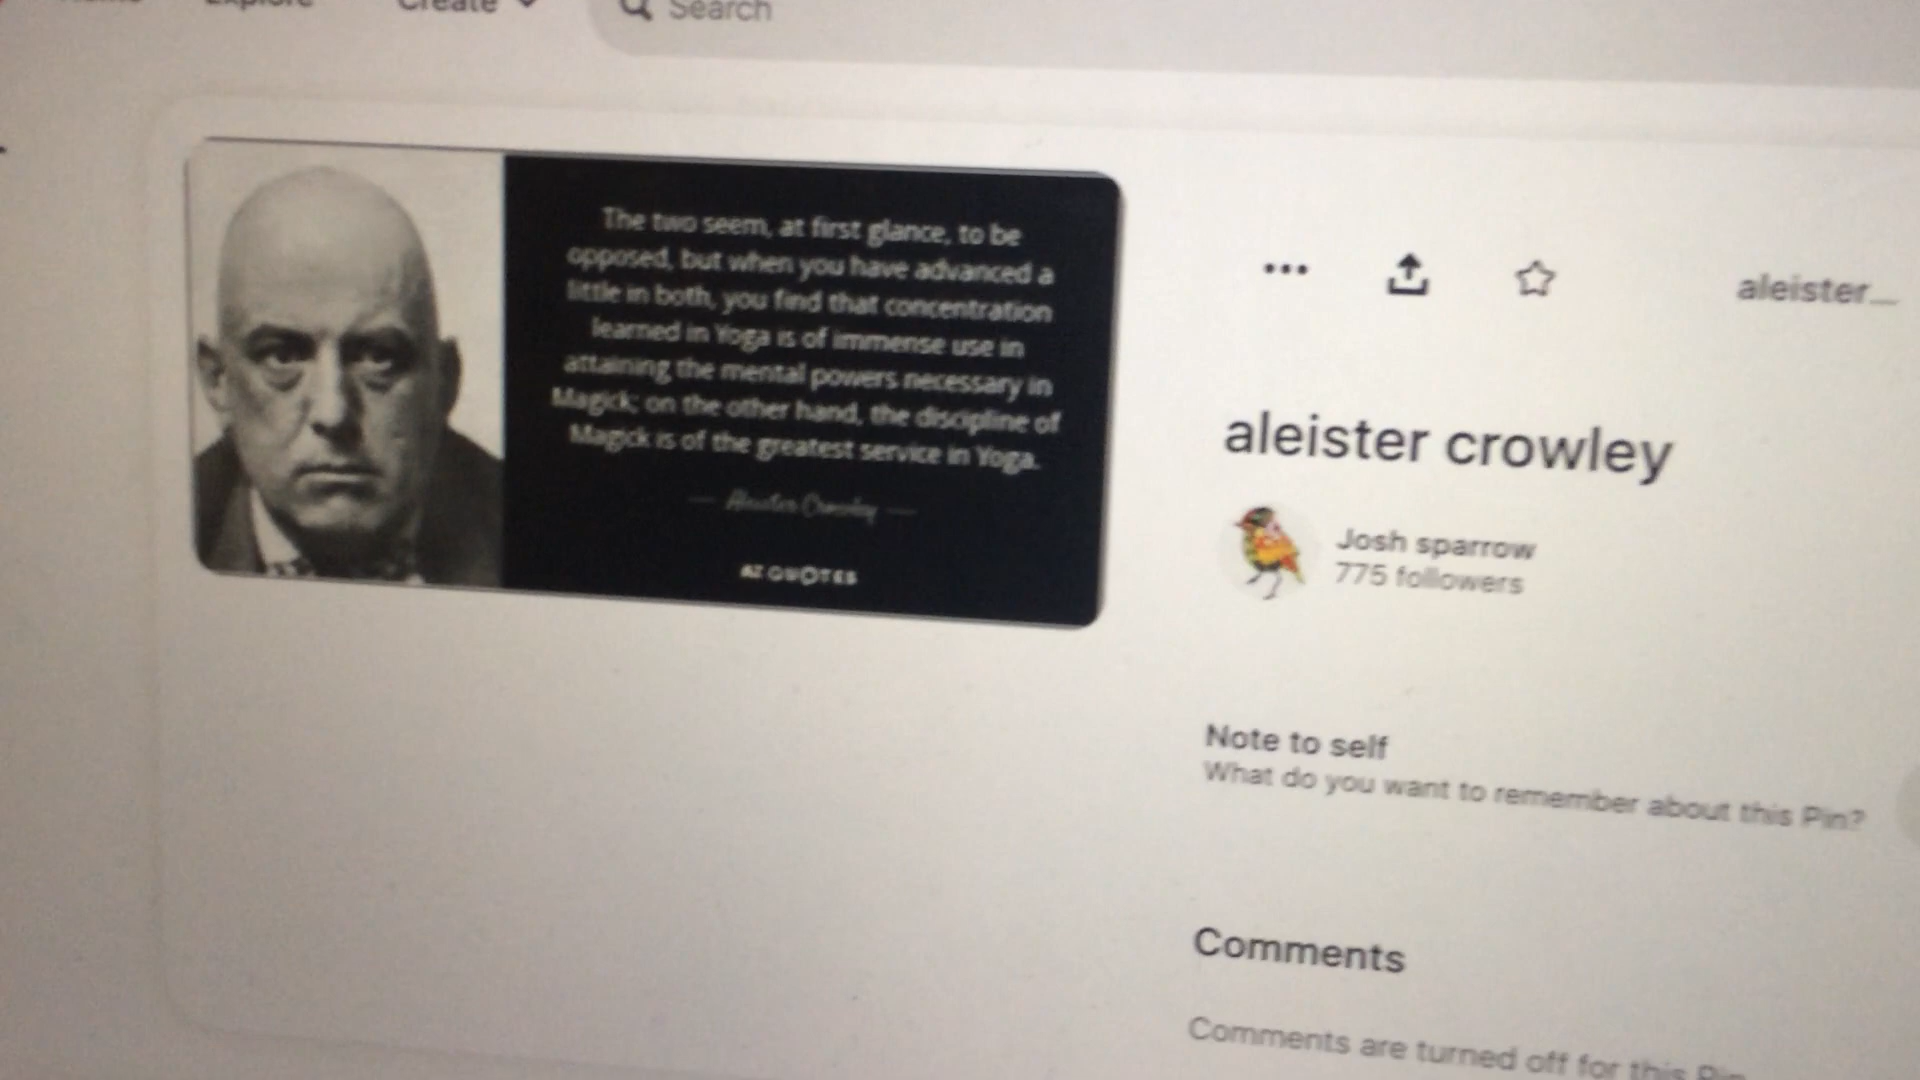 Explore
Create
Search
The two seem, at first glance, to be
opposed, but when you have advanced a
little in both, you find that concentration
learned in Yoga is of immense use in
attaining the mental powers necessary in
Magick; on the other hand, the discipline of
Magick is of the greatest service in Yoga.
— Aleister Crowley —
AZ QUOTES
aleister...
aleister crowley
Josh sparrow
775 followers
Note to self
What do you want to remember about this Pin?
Comments
Comments are turned off for this Pin